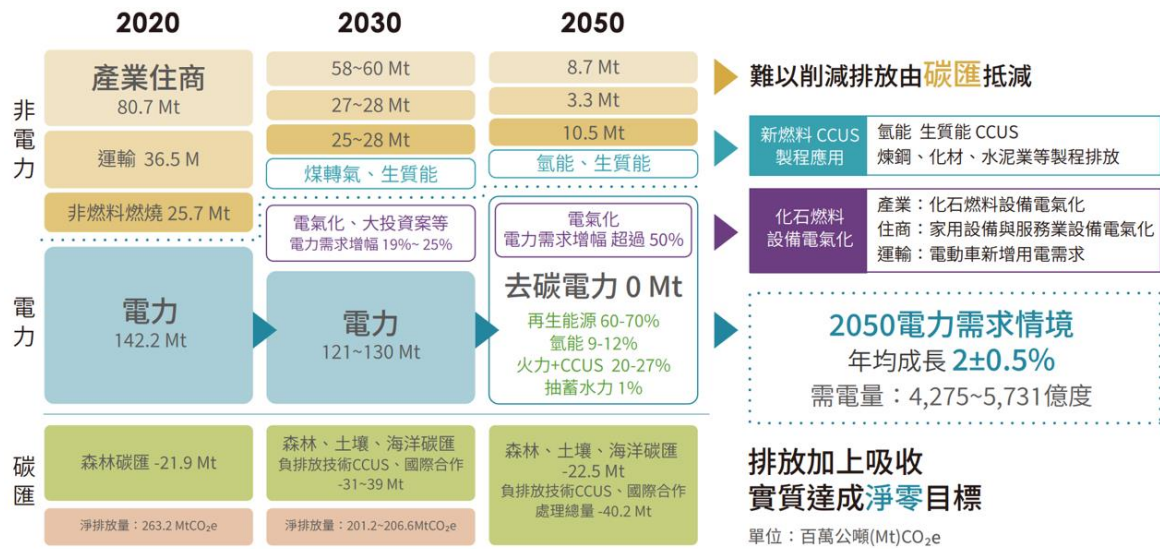 2020
2030
2050
非電力
產業住商
80.7 Mt
運輸 36.5 M
非燃料燃燒 25.7 Mt
58~60 Mt
27~28 Mt
25~28 Mt
煤轉氣、生質能
電氣化、大投資案等
電力需求增幅 19%~ 25%
8.7 Mt
3.3 Mt
10.5 Mt
氫能、生質能
電氣化
電力需求增幅 超過 50%
電力
電力
142.2 Mt
電力
121~130 Mt
去碳電力 0 Mt
再生能源 60-70%
氫能 9-12%
火力+CCUS 20-27%
抽蓄水力 1%
碳匯
森林碳匯 -21.9 Mt
淨排放量：263.2 MtCO₂e
森林、土壤、海洋碳匯
負排放技術CCUS、國際合作
-31~39 Mt
淨排放量：201.2~206.6MtCO₂e
森林、土壤、海洋碳匯
-22.5 Mt
負排放技術CCUS、國際合作
處理總量 -40.2 Mt
難以削減排放由碳匯抵減
新燃料 CCUS
製程應用
氫能 生質能 CCUS
煉鋼、化材、水泥業等製程排放
化石燃料
設備電氣化
產業：化石燃料設備電氣化
住商：家用設備與服務業設備電氣化
運輸：電動車新增用電需求
2050電力需求情境
年均成長 2±0.5%
需電量：4,275~5,731億度
排放加上吸收
實質達成淨零目標
單位：百萬公噸(Mt)CO₂e